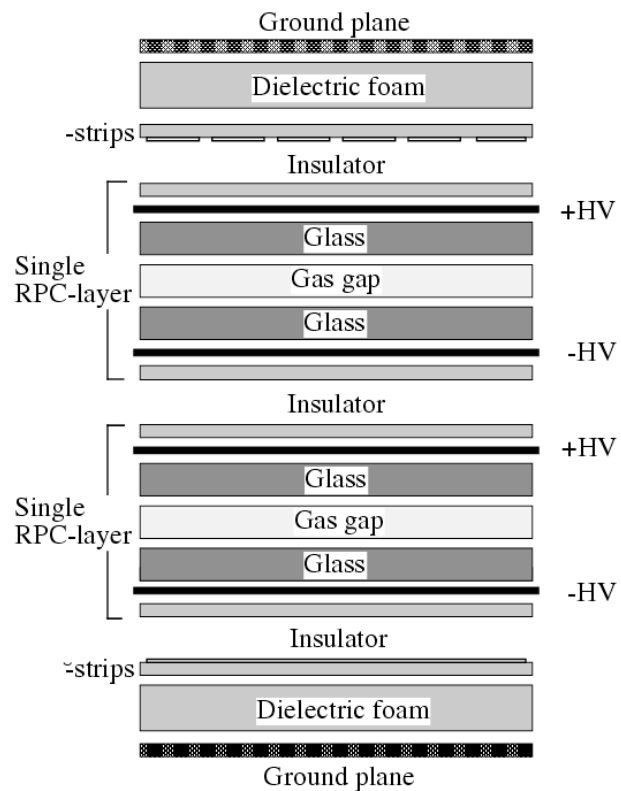 Ground plane
Dielectric foam
-strips
Insulator
+HV
Glass
Single
RPC-layer
Gas gap
Glass
-HV
Insulator
+HV
Glass
Single
RPC-layer
Gas gap
Glass
-HV
Insulator
-strips
Dielectric foam
Ground plane